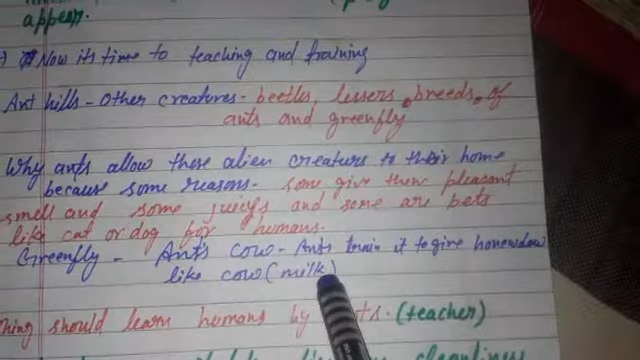 appear.
Now its time to teaching and training
Ant hills - Other creatures - beetles, lessers breeds of
ants and greenfly
Why ants allow these alien creatures to their home
because some reasons. Some give them pleasant
smell and some juices and some are pets
like cat or dog for humans.
Greenfly - Ants cow - Ants train it to give honeydew
like cow (milk)
should learn humans by (teacher)
cleanliness